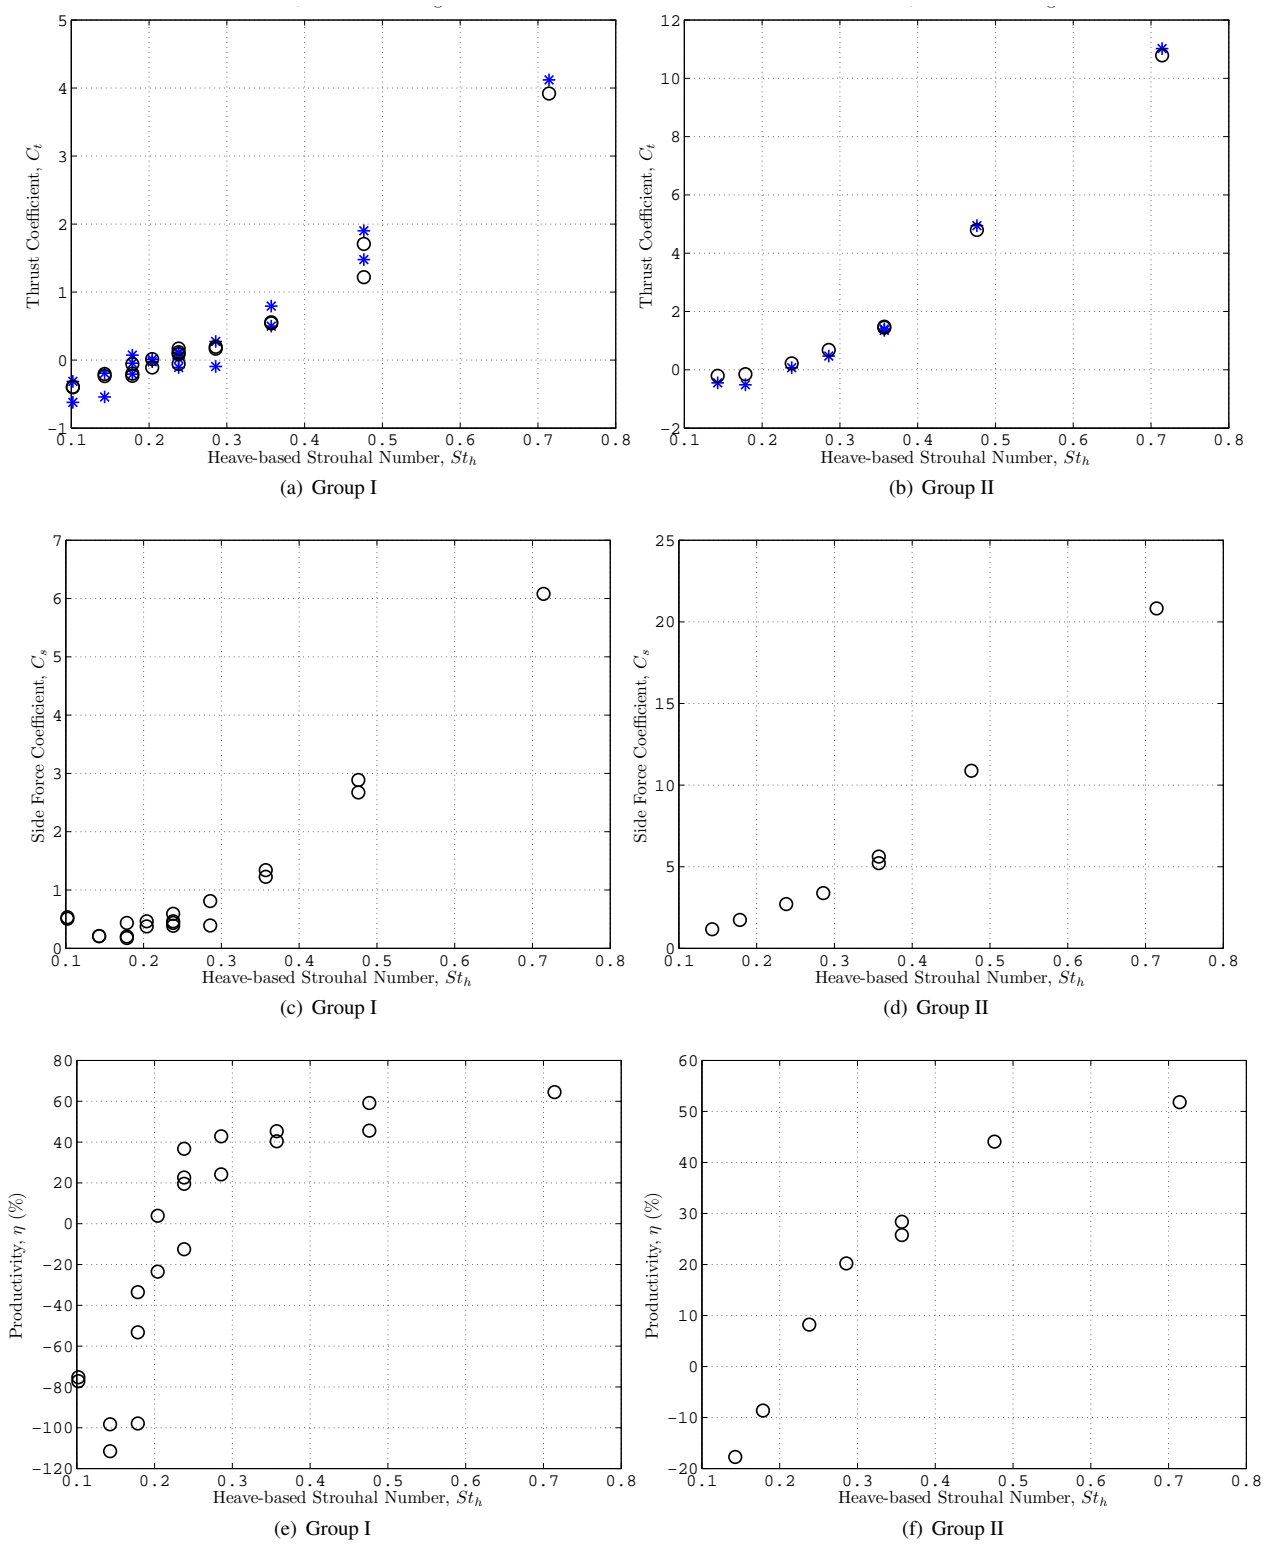 5
4
3
2
1
0
−1
0.1 0.2 0.3 0.4 0.5 0.6 0.7 0.8
Thrust Coefficient, C_t
Heave-based Strouhal Number, St_h
(a) Group I
12
10
8
6
4
2
0
−2
0.1 0.2 0.3 0.4 0.5 0.6 0.7 0.8
Thrust Coefficient, C_t
Heave-based Strouhal Number, St_h
(b) Group II
7
6
5
4
3
2
1
0
0.1 0.2 0.3 0.4 0.5 0.6 0.7 0.8
Side Force Coefficient, C_s
Heave-based Strouhal Number, St_h
(c) Group I
25
20
15
10
5
0
0.1 0.2 0.3 0.4 0.5 0.6 0.7 0.8
Side Force Coefficient, C_s
Heave-based Strouhal Number, St_h
(d) Group II
80
60
40
20
0
−20
−40
−60
−80
−100
−120
0.1 0.2 0.3 0.4 0.5 0.6 0.7 0.8
Productivity, η (%)
Heave-based Strouhal Number, St_h
(e) Group I
60
50
40
30
20
10
0
−10
−20
0.1 0.2 0.3 0.4 0.5 0.6 0.7 0.8
Productivity, η (%)
Heave-based Strouhal Number, St_h
(f) Group II